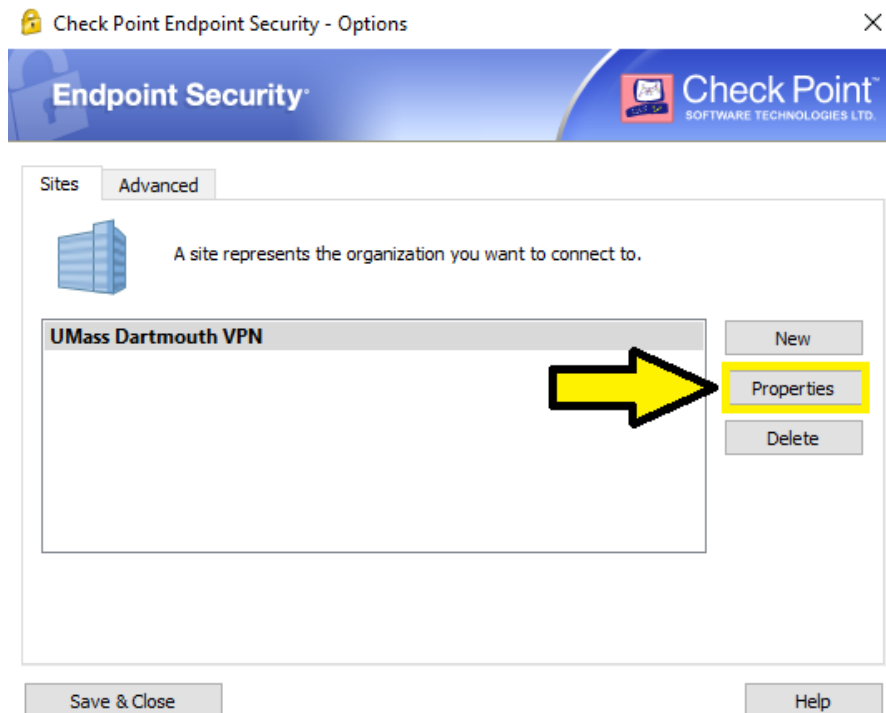 Check Point Endpoint Security - Options
Endpoint Security
Check Point™
SOFTWARE TECHNOLOGIES LTD.
Sites
Advanced
A site represents the organization you want to connect to.
UMass Dartmouth VPN
New
Properties
Delete
Save & Close
Help